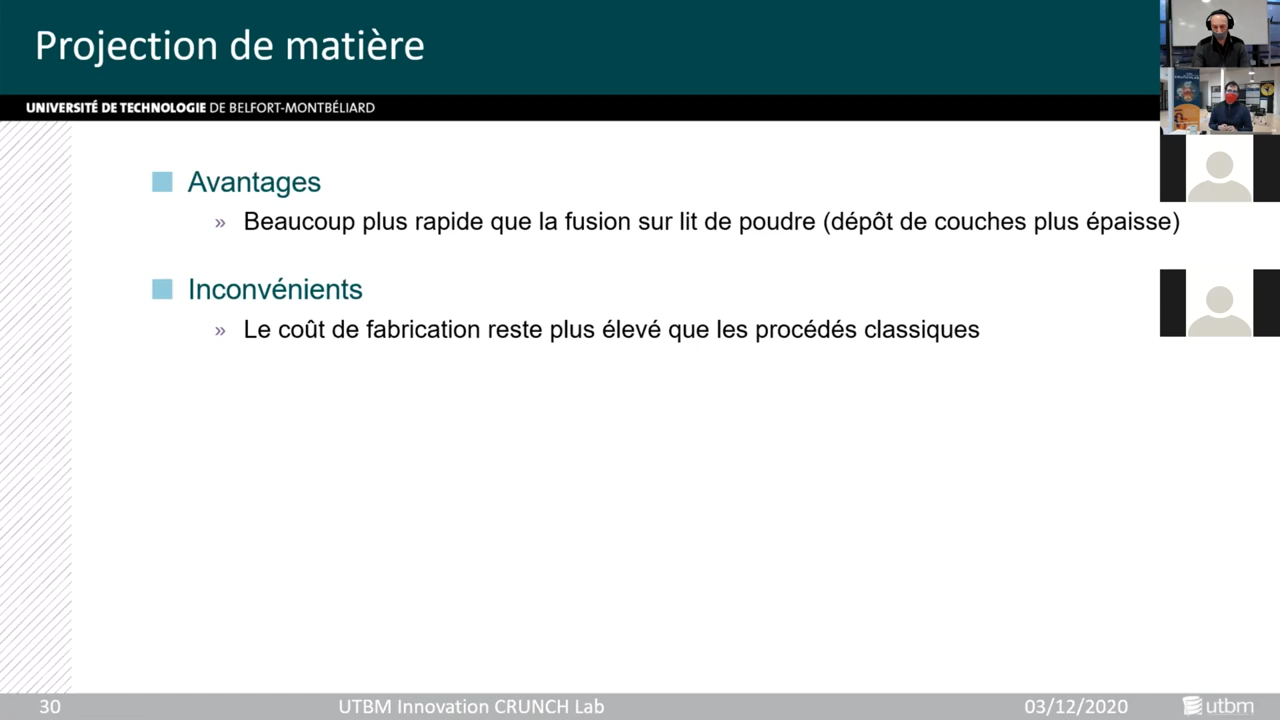 Projection de matière
UNIVERSITÉ DE TECHNOLOGIE DE BELFORT-MONTBÉLIARD
Avantages
» Beaucoup plus rapide que la fusion sur lit de poudre (dépôt de couches plus épaisse)
Inconvénients
» Le coût de fabrication reste plus élevé que les procédés classiques
30 UTBM Innovation CRUNCH Lab 03/12/2020 utbm